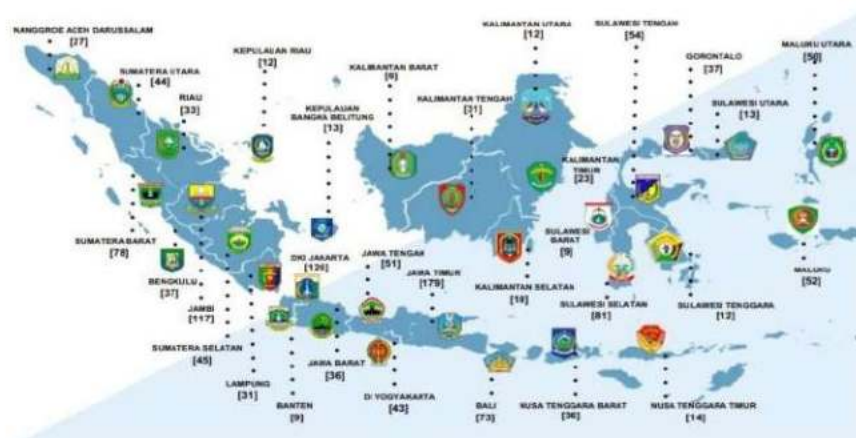 NANGGROE ACEH DARUSSALAM
[27]
SUMATERA UTARA
[44]
RIAU
[33]
KEPULAUAN RIAU
[12]
KEPULAUAN
BANGKA BELITUNG
[13]
KALIMANTAN BARAT
KALIMANTAN UTARA
[12]
KALIMANTAN TENGAH
[31]
SULAWESI TENGAH
[54]
GORONTALO
[37]
SULAWESI UTARA
[13]
MALUKU UTARA
KALIMANTAN
TIMUR
[23]
SULAWESI
BARAT
[9]
SUMATERA BARAT
[78]
BENGKULU
[37]
JAMBI
[117]
SUMATERA SELATAN
[45]
LAMPUNG
[31]
DKI JAKARTA
[126]
JAWA TENGAH
[51]
JAWA TIMUR
[179]
KALIMANTAN SELATAN
SULAWESI SELATAN
[81]
SULAWESI TENGGARA
[12]
MALUKU
[52]
JAWA BARAT
[36]
BANTEN
[9]
DI YOGYAKARTA
[43]
BALI
[73]
NUSA TENGGARA BARAT
[36]
NUSA TENGGARA TIMUR
[14]